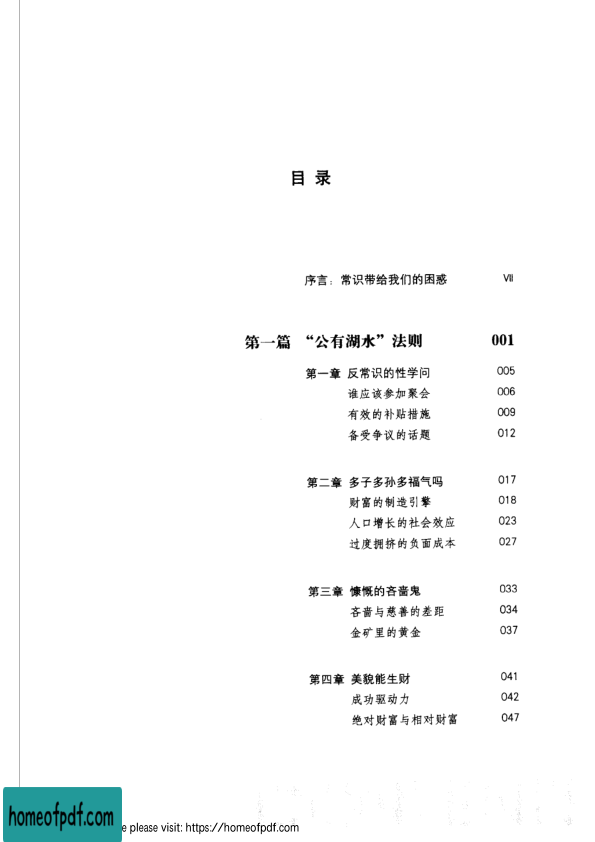 目 录
序言：常识带给我们的困惑 VII
第一篇 “公有湖水”法则 001
第一章 反常识的性学问 005
谁应该参加聚会 006
有效的补贴措施 009
备受争议的话题 012
第二章 多子多孙多福气吗 017
财富的制造引擎 018
人口增长的社会效应 023
过度拥挤的负面成本 027
第三章 慷慨的吝啬鬼 033
吝啬与慈善的差距 034
金矿里的黄金 037
第四章 美貌能生财 041
成功驱动力 042
绝对财富与相对财富 047
homeofpdf.com
e please visit: https://homeofpdf.com